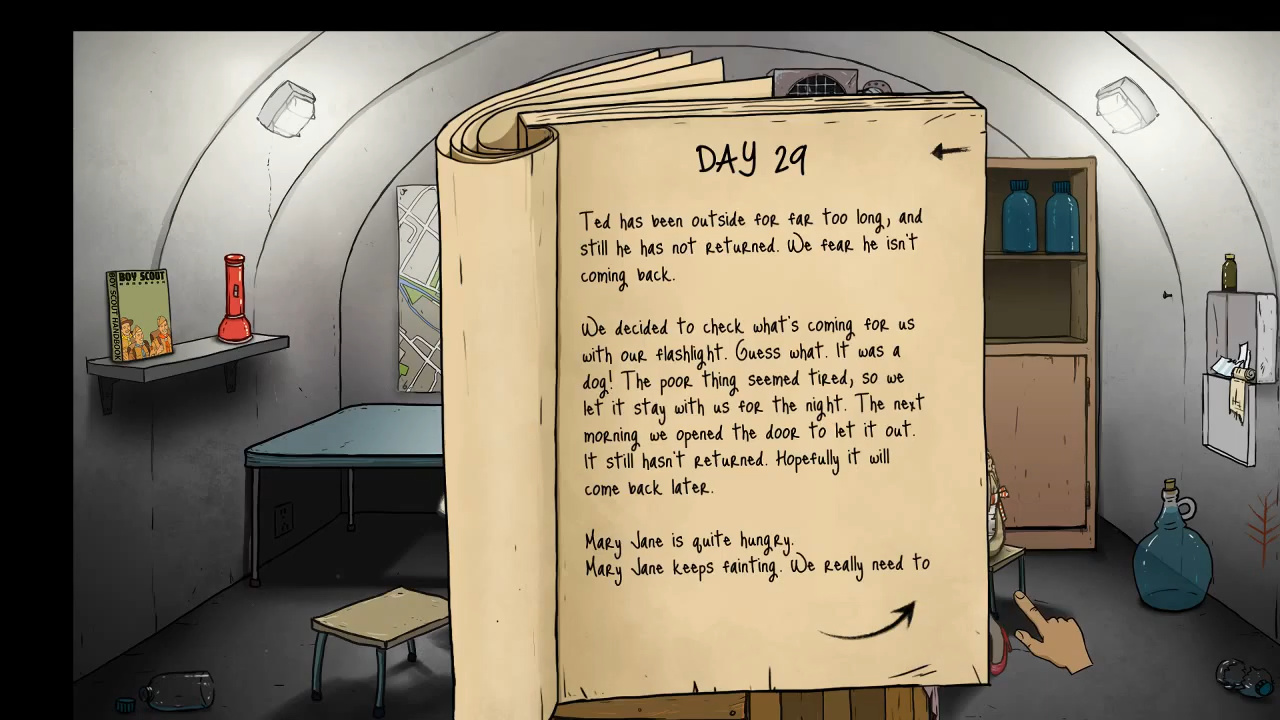 DAY 29
Ted has been outside for far too long, and
still he has not returned. We fear he isn't
coming back.
We decided to check what's coming for us
with our flashlight. Guess what. It was a
dog! The poor thing seemed tired, so we
let it stay with us for the night. The next
morning we opened the door to let it out.
It still hasn't returned. Hopefully it will
come back later.
Mary Jane is quite hungry.
Mary Jane keeps fainting. We really need to
BOY SCOUT
HANDBOOK
BOY SCOUT HANDBOOK